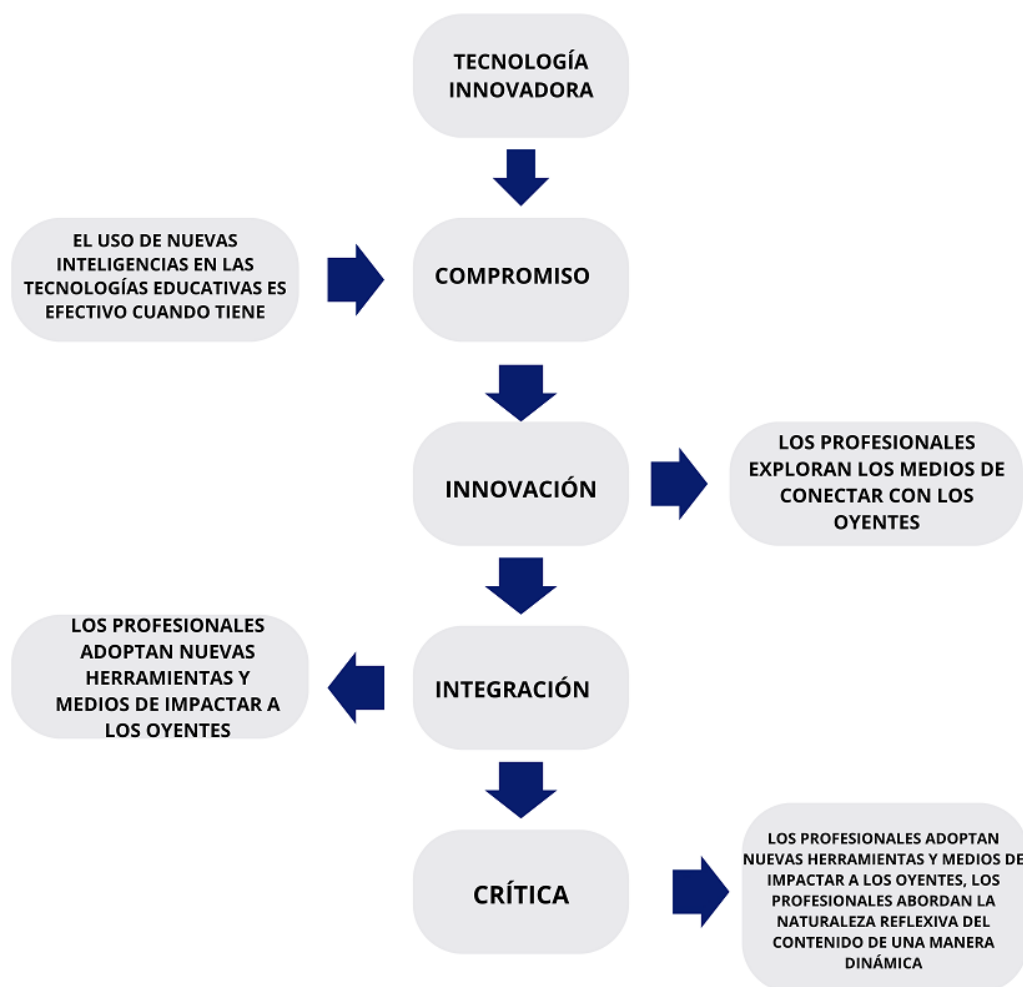 TECNOLOGÍA
INNOVADORA
EL USO DE NUEVAS
INTELIGENCIAS EN LAS
TECNOLOGÍAS EDUCATIVAS ES
EFECTIVO CUANDO TIENE
COMPROMISO
INNOVACIÓN
LOS PROFESIONALES
EXPLORAN LOS MEDIOS DE
CONECTAR CON LOS
OYENTES
LOS PROFESIONALES
ADOPTAN NUEVAS
HERRAMIENTAS Y
MEDIOS DE IMPACTAR A
LOS OYENTES
INTEGRACIÓN
CRÍTICA
LOS PROFESIONALES ADOPTAN
NUEVAS HERRAMIENTAS Y MEDIOS DE
IMPACTAR A LOS OYENTES, LOS
PROFESIONALES ABORDAN LA
NATURALEZA REFLEXIVA DEL
CONTENIDO DE UNA MANERA
DINÁMICA